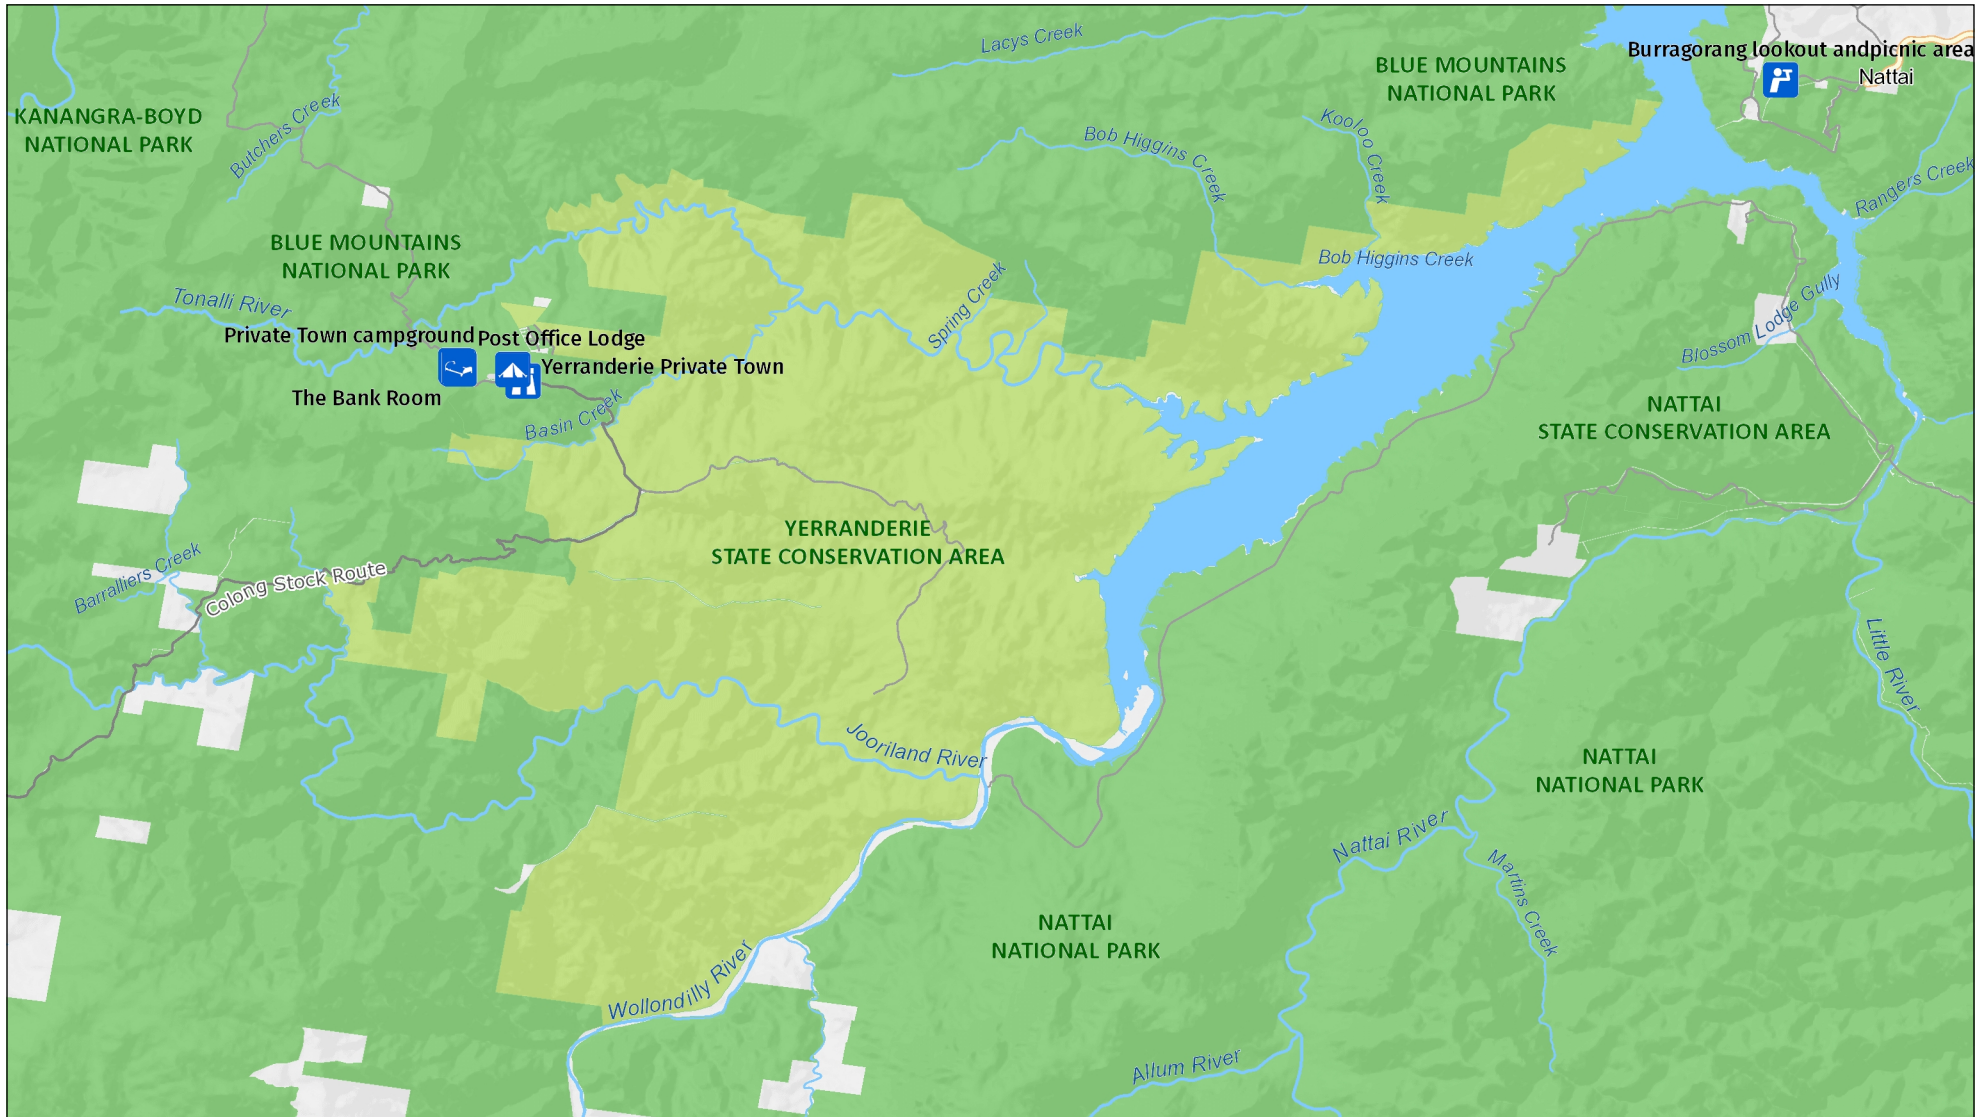 Lacys Creek
Burragorang lookout andpicnic area
Nattai
BLUE MOUNTAINS
NATIONAL PARK
KANANGRA-BOYD
NATIONAL PARK
Butchers Creek
Bob Higgins Creek
Kooloo Creek
Rangers Creek
BLUE MOUNTAINS
NATIONAL PARK
Bob Higgins Creek
Tonalli River
Spring Creek
Blossom Lodge Gully
Private Town campground
Post Office Lodge
Yerranderie Private Town
The Bank Room
Basin Creek
NATTAI
STATE CONSERVATION AREA
YERRANDERIE
STATE CONSERVATION AREA
Barralliers Creek
Colong Stock Route
Little River
Jooriland River
NATTAI
NATIONAL PARK
Nattai River
Martins Creek
NATTAI
NATIONAL PARK
Wollondilly River
Allum River